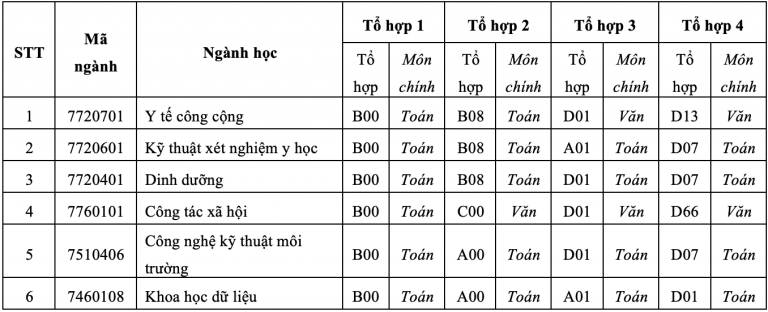 STT Mã ngành Ngành học Tổ hợp 1 Tổ hợp 2 Tổ hợp 3 Tổ hợp 4
Tổ hợp Môn chính Tổ hợp Môn chính Tổ hợp Môn chính Tổ hợp Môn chính
1 7720701 Y tế công cộng B00 Toán B08 Toán D01 Văn D13 Văn
2 7720601 Kỹ thuật xét nghiệm y học B00 Toán B08 Toán A01 Toán D07 Toán
3 7720401 Dinh dưỡng B00 Toán B08 Toán D01 Toán D07 Toán
4 7760101 Công tác xã hội B00 Toán C00 Văn D01 Văn D66 Văn
5 7510406 Công nghệ kỹ thuật môi trường B00 Toán A00 Toán D01 Toán D07 Toán
6 7460108 Khoa học dữ liệu B00 Toán A00 Toán A01 Toán D01 Toán